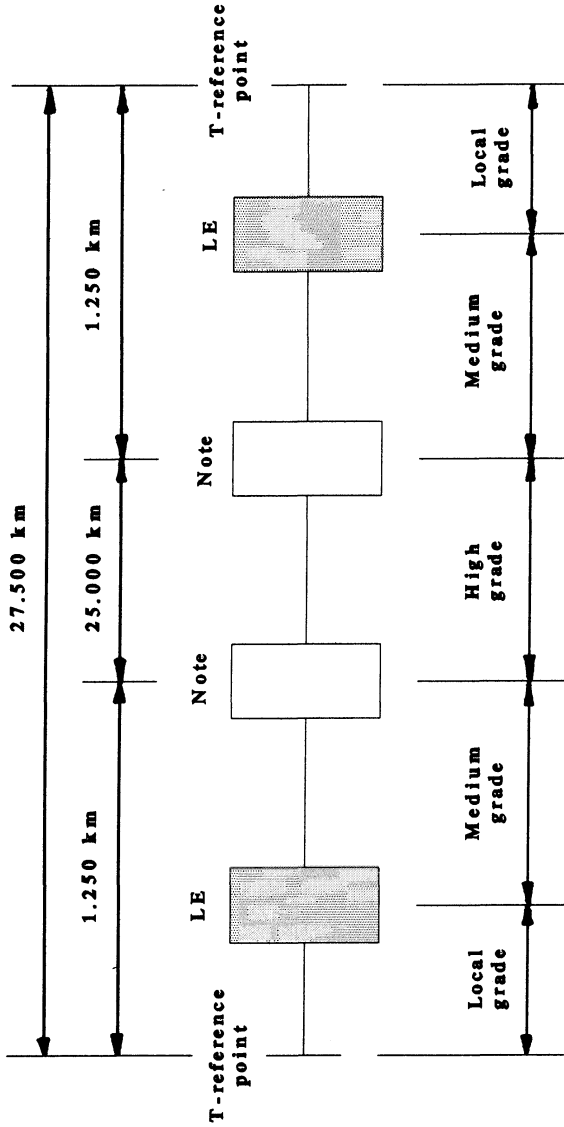 27.500 km
1.250 km
25.000 km
1.250 km
T-reference
point
LE
Note
Note
LE
T-reference
point
Local
grade
Medium
grade
High
grade
Medium
grade
Local
grade